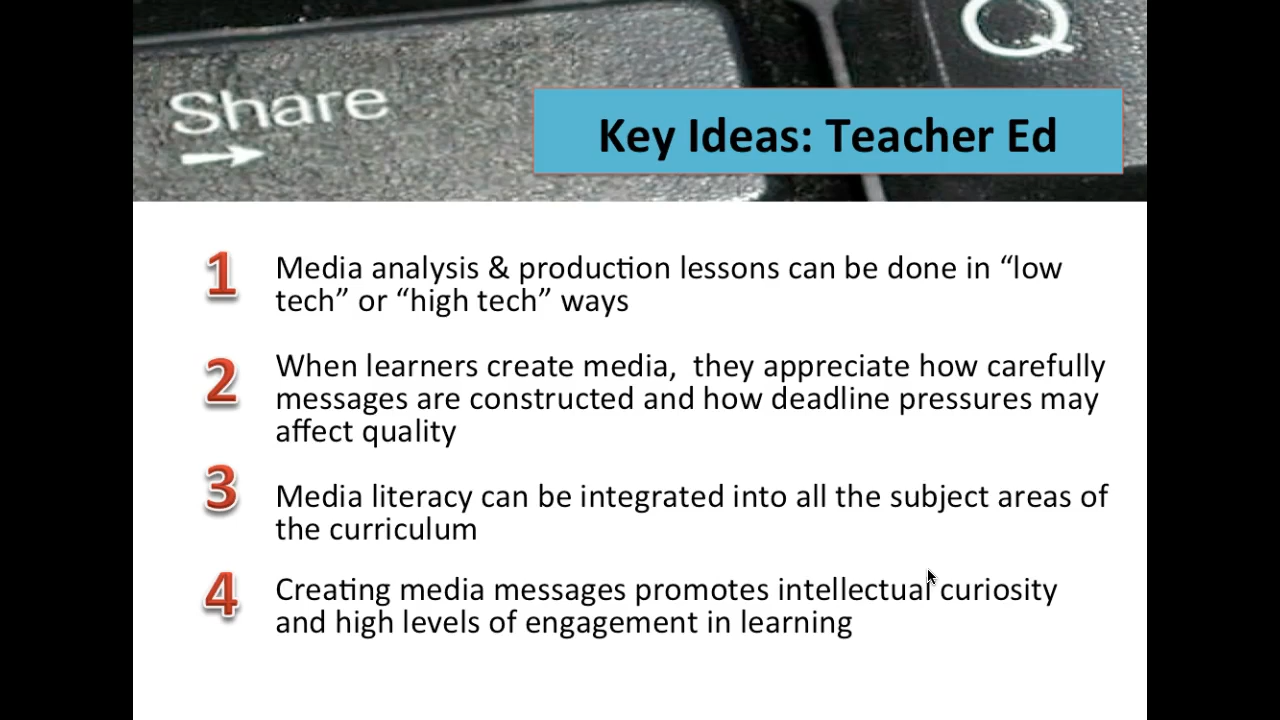 Share
Q
Key Ideas: Teacher Ed
1 Media analysis & production lessons can be done in “low
tech” or “high tech” ways
2 When learners create media,  they appreciate how carefully
messages are constructed and how deadline pressures may
affect quality
3 Media literacy can be integrated into all the subject areas of
the curriculum
4 Creating media messages promotes intellectual curiosity
and high levels of engagement in learning